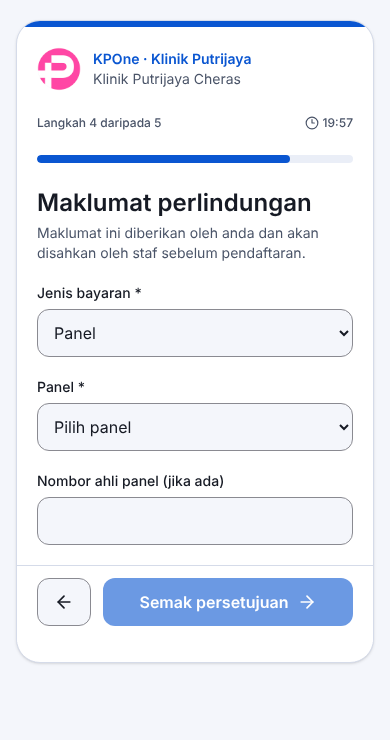 KPOne · Klinik Putrijaya
Klinik Putrijaya Cheras
Langkah 4 daripada 5
19:57
Maklumat perlindungan
Maklumat ini diberikan oleh anda dan akan
disahkan oleh staf sebelum pendaftaran.
Jenis bayaran *
Panel
Panel *
Pilih panel
Nombor ahli panel (jika ada)
Semak persetujuan